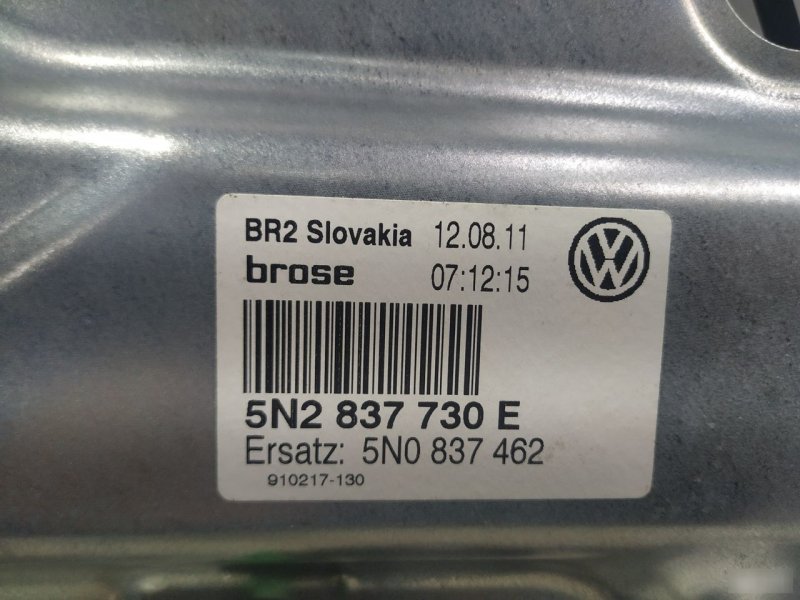 BR2 Slovakia 12.08.11
brose 07:12:15
5N2 837 730 E
Ersatz: 5N0 837 462
910217-130